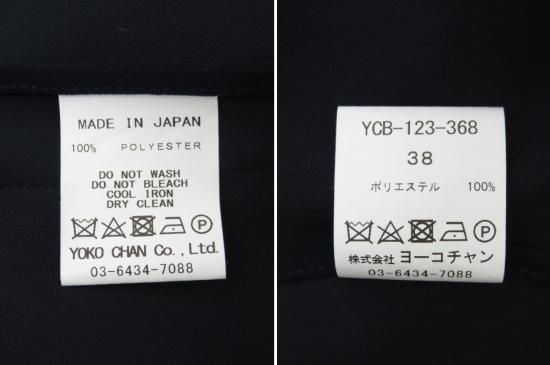 MADE IN JAPAN
100% POLYESTER
DO NOT WASH
DO NOT BLEACH
COOL IRON
DRY CLEAN
P
YOKO CHAN Co., Ltd.
03-6434-7088
YCB-123-368
38
ポリエステル 100%
P
株式会社 ヨーコチャン
03-6434-7088